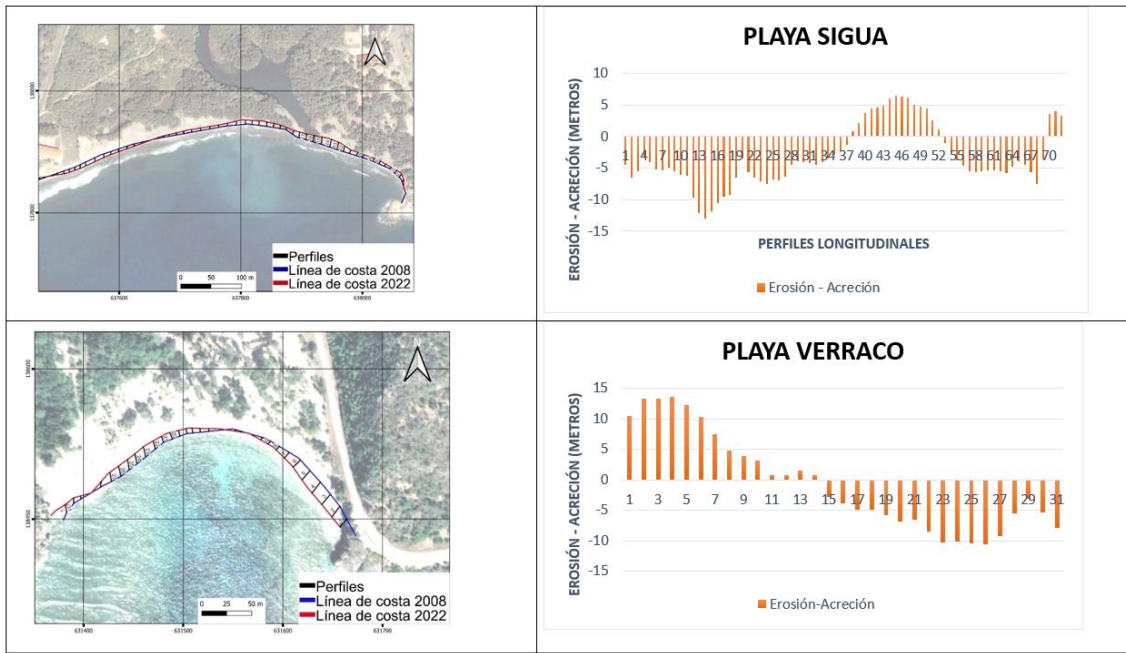 138000
137800
637600
637800
638000
0 50 100 m
Perfiles
Línea de costa 2008
Línea de costa 2022
PLAYA SIGUA
EROSIÓN - ACRECIÓN (METROS)
10
5
0
-5
-10
-15
1 4 7 10 13 16 19 22 25 28 31 34 37 40 43 46 49 52 55 58 61 64 67 70
PERFILES LONGITUDINALES
Erosión - Acreción
138600
138450
631400
631500
631600
631700
0 25 50 m
Perfiles
Línea de costa 2008
Línea de costa 2022
PLAYA VERRACO
EROSIÓN - ACRECIÓN (METROS)
15
10
5
0
-5
-10
-15
1 3 5 7 9 11 13 15 17 19 21 23 25 27 29 31
Erosión-Acreción